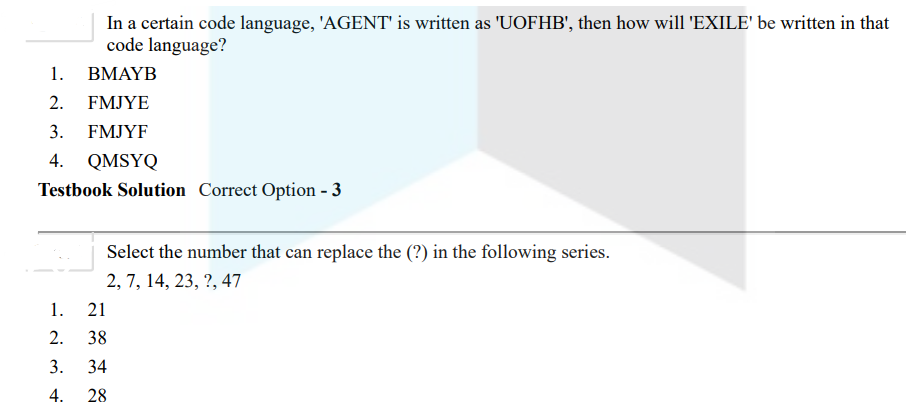 In a certain code language, 'AGENT' is written as 'UOFHB', then how will 'EXILE' be written in that
code language?
1. BMAYB
2. FMJYE
3. FMJYF
4. QMSYQ
Testbook Solution Correct Option - 3
Select the number that can replace the (?) in the following series.
2, 7, 14, 23, ?, 47
1. 21
2. 38
3. 34
4. 28